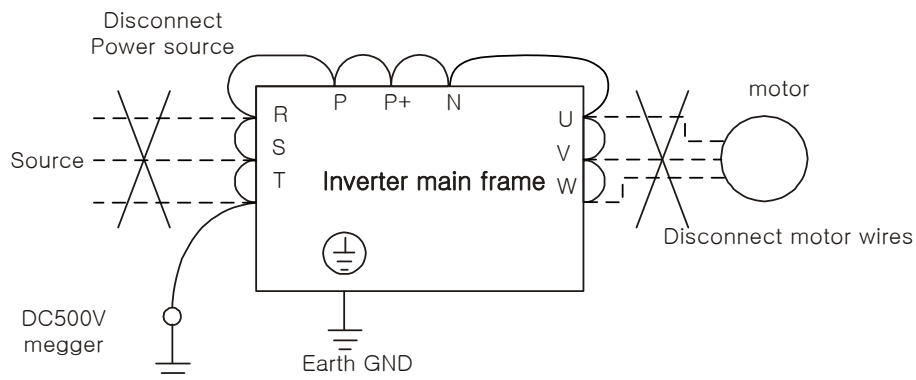 Disconnect
Power source
P P+ N
motor
R
U
S
V
Source
T
Inverter main frame
W
Disconnect motor wires
DC500V
megger
Earth GND